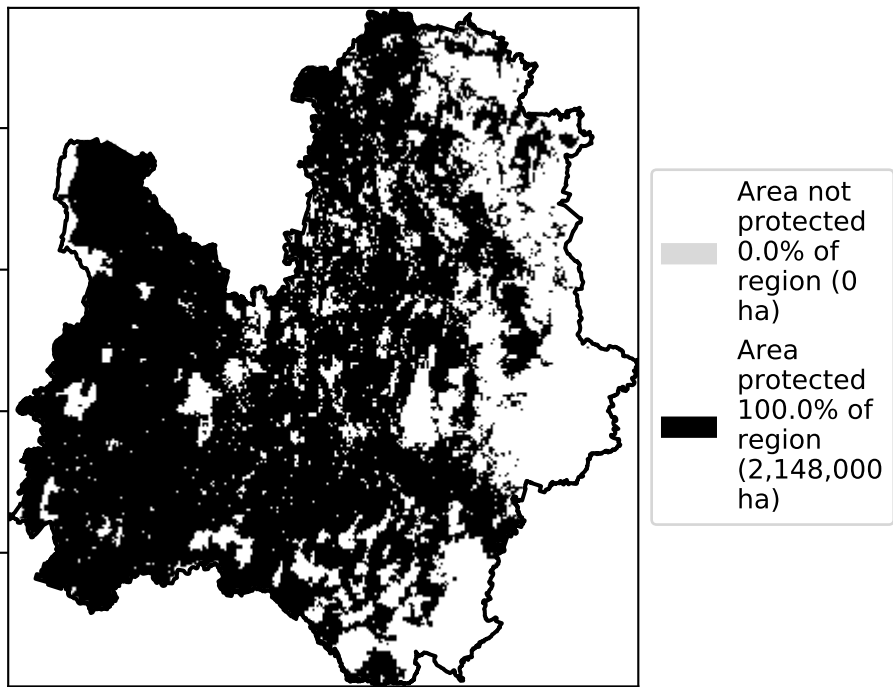 Area not
protected
0.0% of
region (0
ha)
Area
protected
100.0% of
region
(2,148,000
ha)